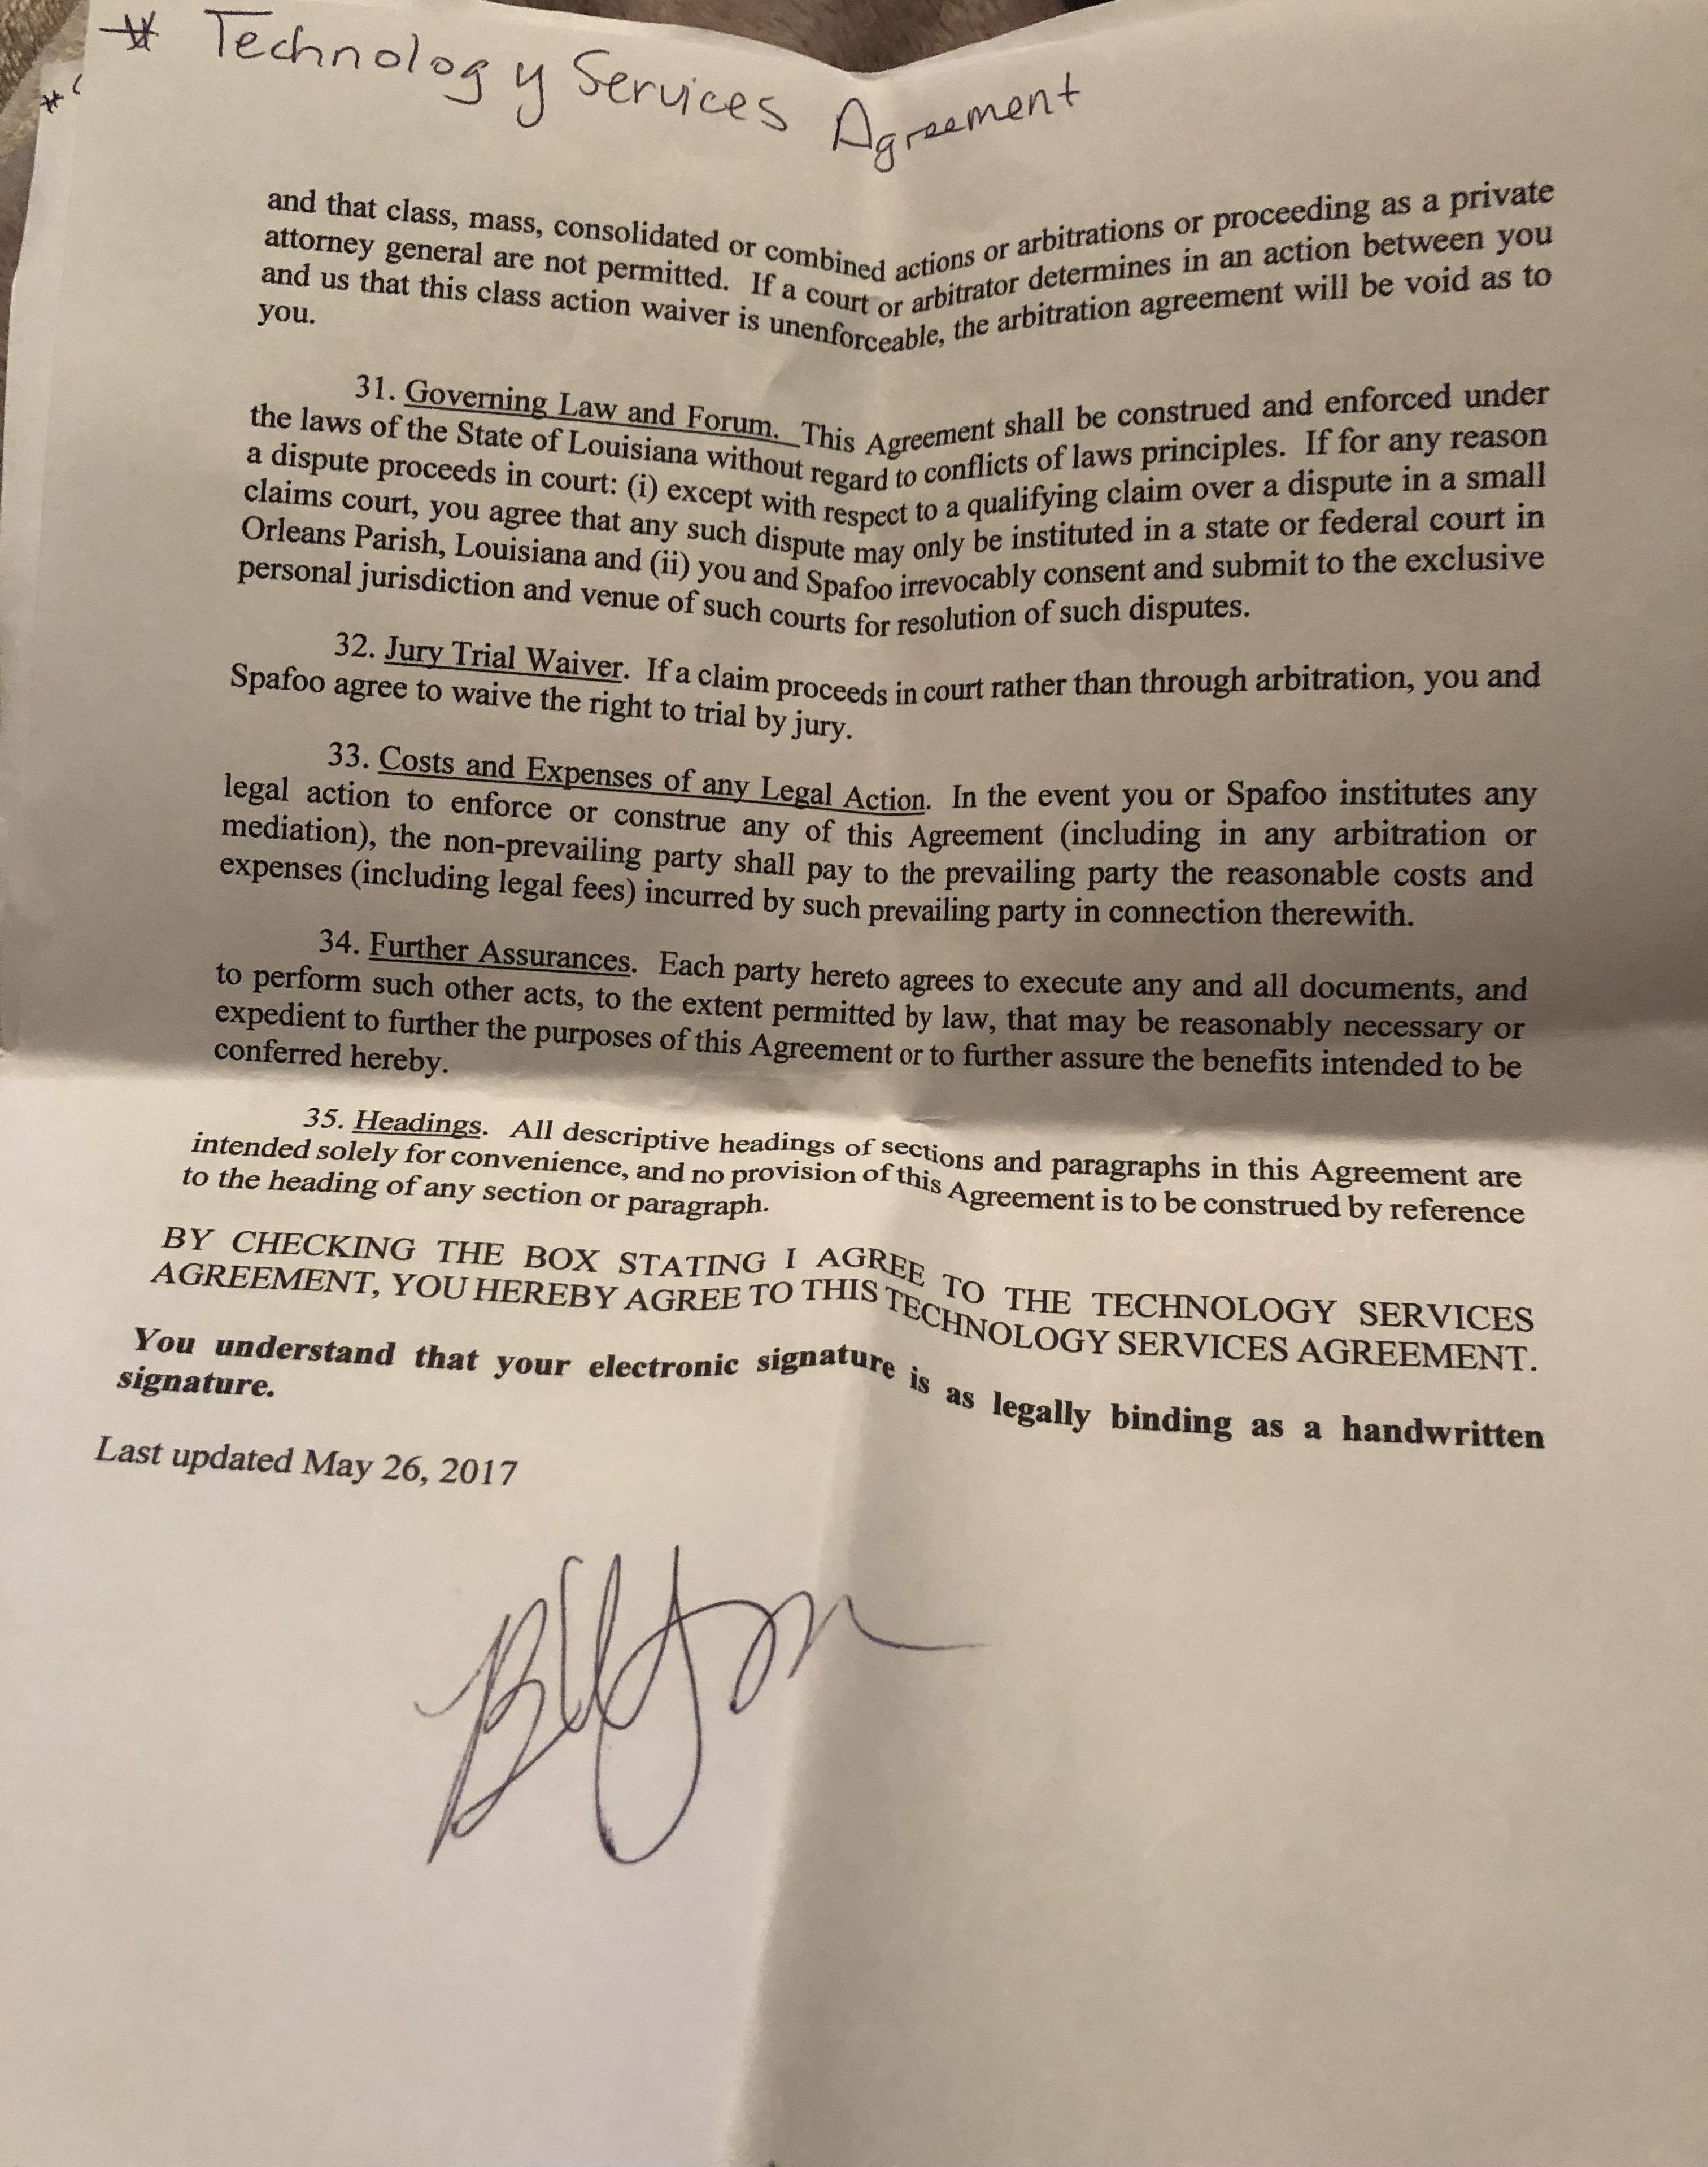 * Technology Services Agreement
and that class, mass, consolidated or combined actions or arbitrations or proceeding as a private
attorney general are not permitted. If a court or arbitrator determines in an action between you
and us that this class action waiver is unenforceable, the arbitration agreement will be void as to
you.
31. Governing Law and Forum. This Agreement shall be construed and enforced under
the laws of the State of Louisiana without regard to conflicts of laws principles. If for any reason
a dispute proceeds in court: (i) except with respect to a qualifying claim over a dispute in a small
claims court, you agree that any such dispute may only be instituted in a state or federal court in
Orleans Parish, Louisiana and (ii) you and Spafoo irrevocably consent and submit to the exclusive
personal jurisdiction and venue of such courts for resolution of such disputes.
32. Jury Trial Waiver. If a claim proceeds in court rather than through arbitration, you and
Spafoo agree to waive the right to trial by jury.
33. Costs and Expenses of any Legal Action. In the event you or Spafoo institutes any
legal action to enforce or construe any of this Agreement (including in any arbitration or
mediation), the non-prevailing party shall pay to the prevailing party the reasonable costs and
expenses (including legal fees) incurred by such prevailing party in connection therewith.
34. Further Assurances. Each party hereto agrees to execute any and all documents, and
to perform such other acts, to the extent permitted by law, that may be reasonably necessary or
expedient to further the purposes of this Agreement or to further assure the benefits intended to be
conferred hereby.
35. Headings. All descriptive headings of sections and paragraphs in this Agreement are
intended solely for convenience, and no provision of this Agreement is to be construed by reference
to the heading of any section or paragraph.
BY CHECKING THE BOX STATING I AGREE TO THE TECHNOLOGY SERVICES
AGREEMENT, YOU HEREBY AGREE TO THIS TECHNOLOGY SERVICES AGREEMENT.
You understand that your electronic signature is as legally binding as a handwritten
signature.
Last updated May 26, 2017